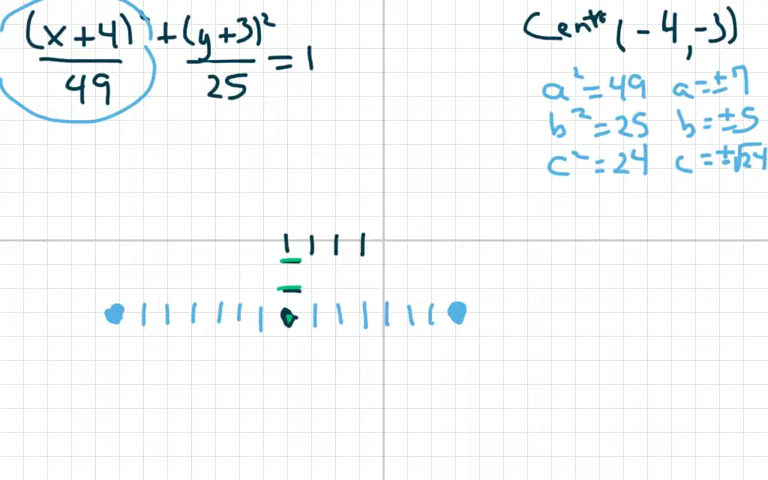 (x+4)² + (y+3)² = 1
49 25
Center (-4,-3)
a² = 49 a = ±7
b² = 25 b = ±5
c² = 24 c = ±√24